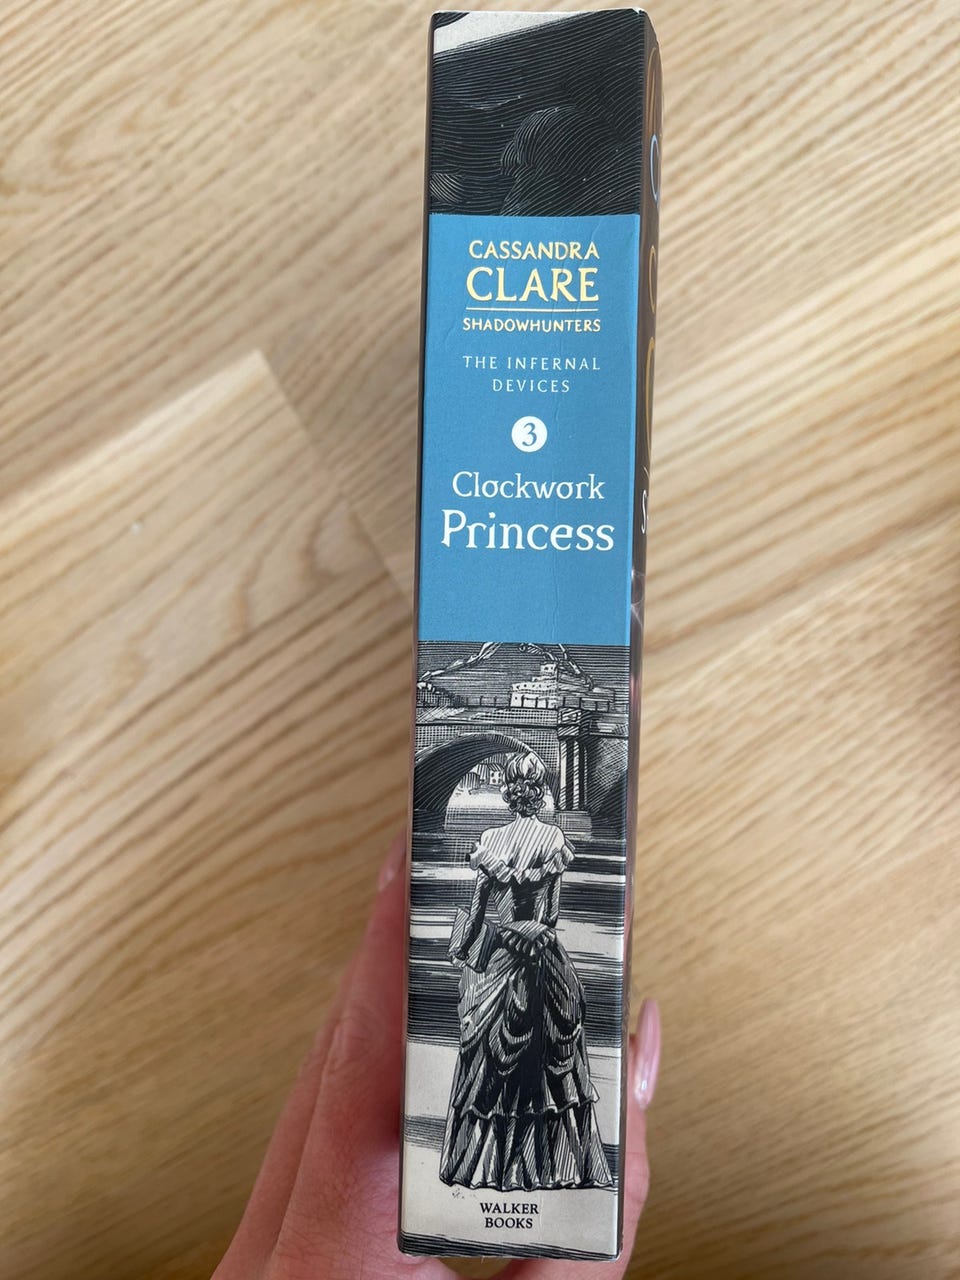 CASSANDRA
CLARE
SHADOWHUNTERS
THE INFERNAL
DEVICES
3
Clockwork
Princess
WALKER
BOOKS